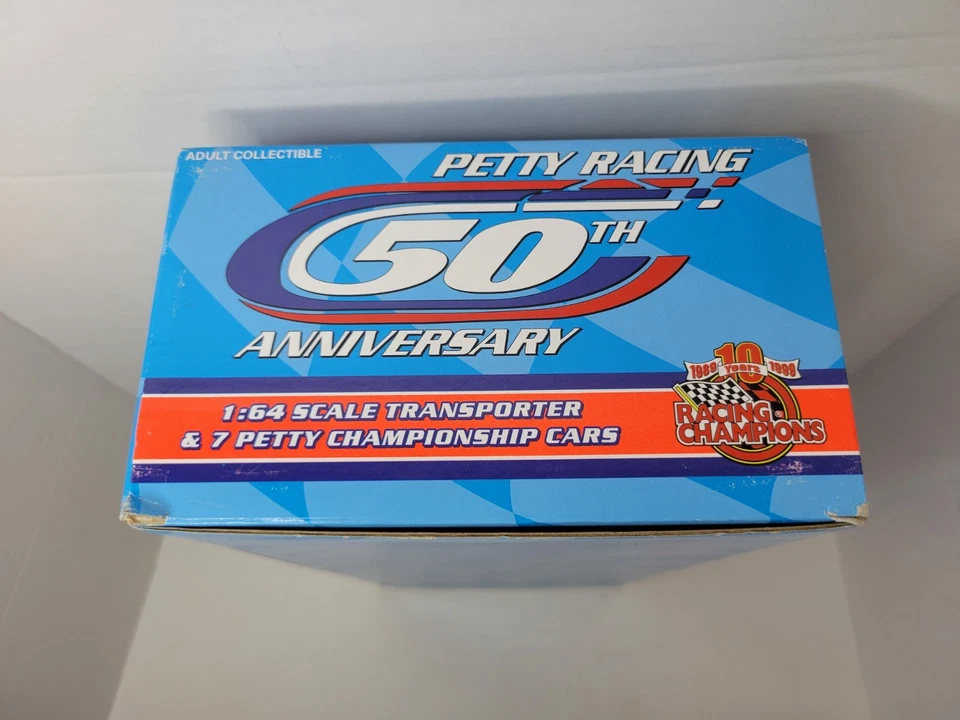 ADULT COLLECTIBLE
PETTY RACING
50TH
ANNIVERSARY
1:64 SCALE TRANSPORTER
& 7 PETTY CHAMPIONSHIP CARS
1989 10 Years 1999
RACING
CHAMPIONS